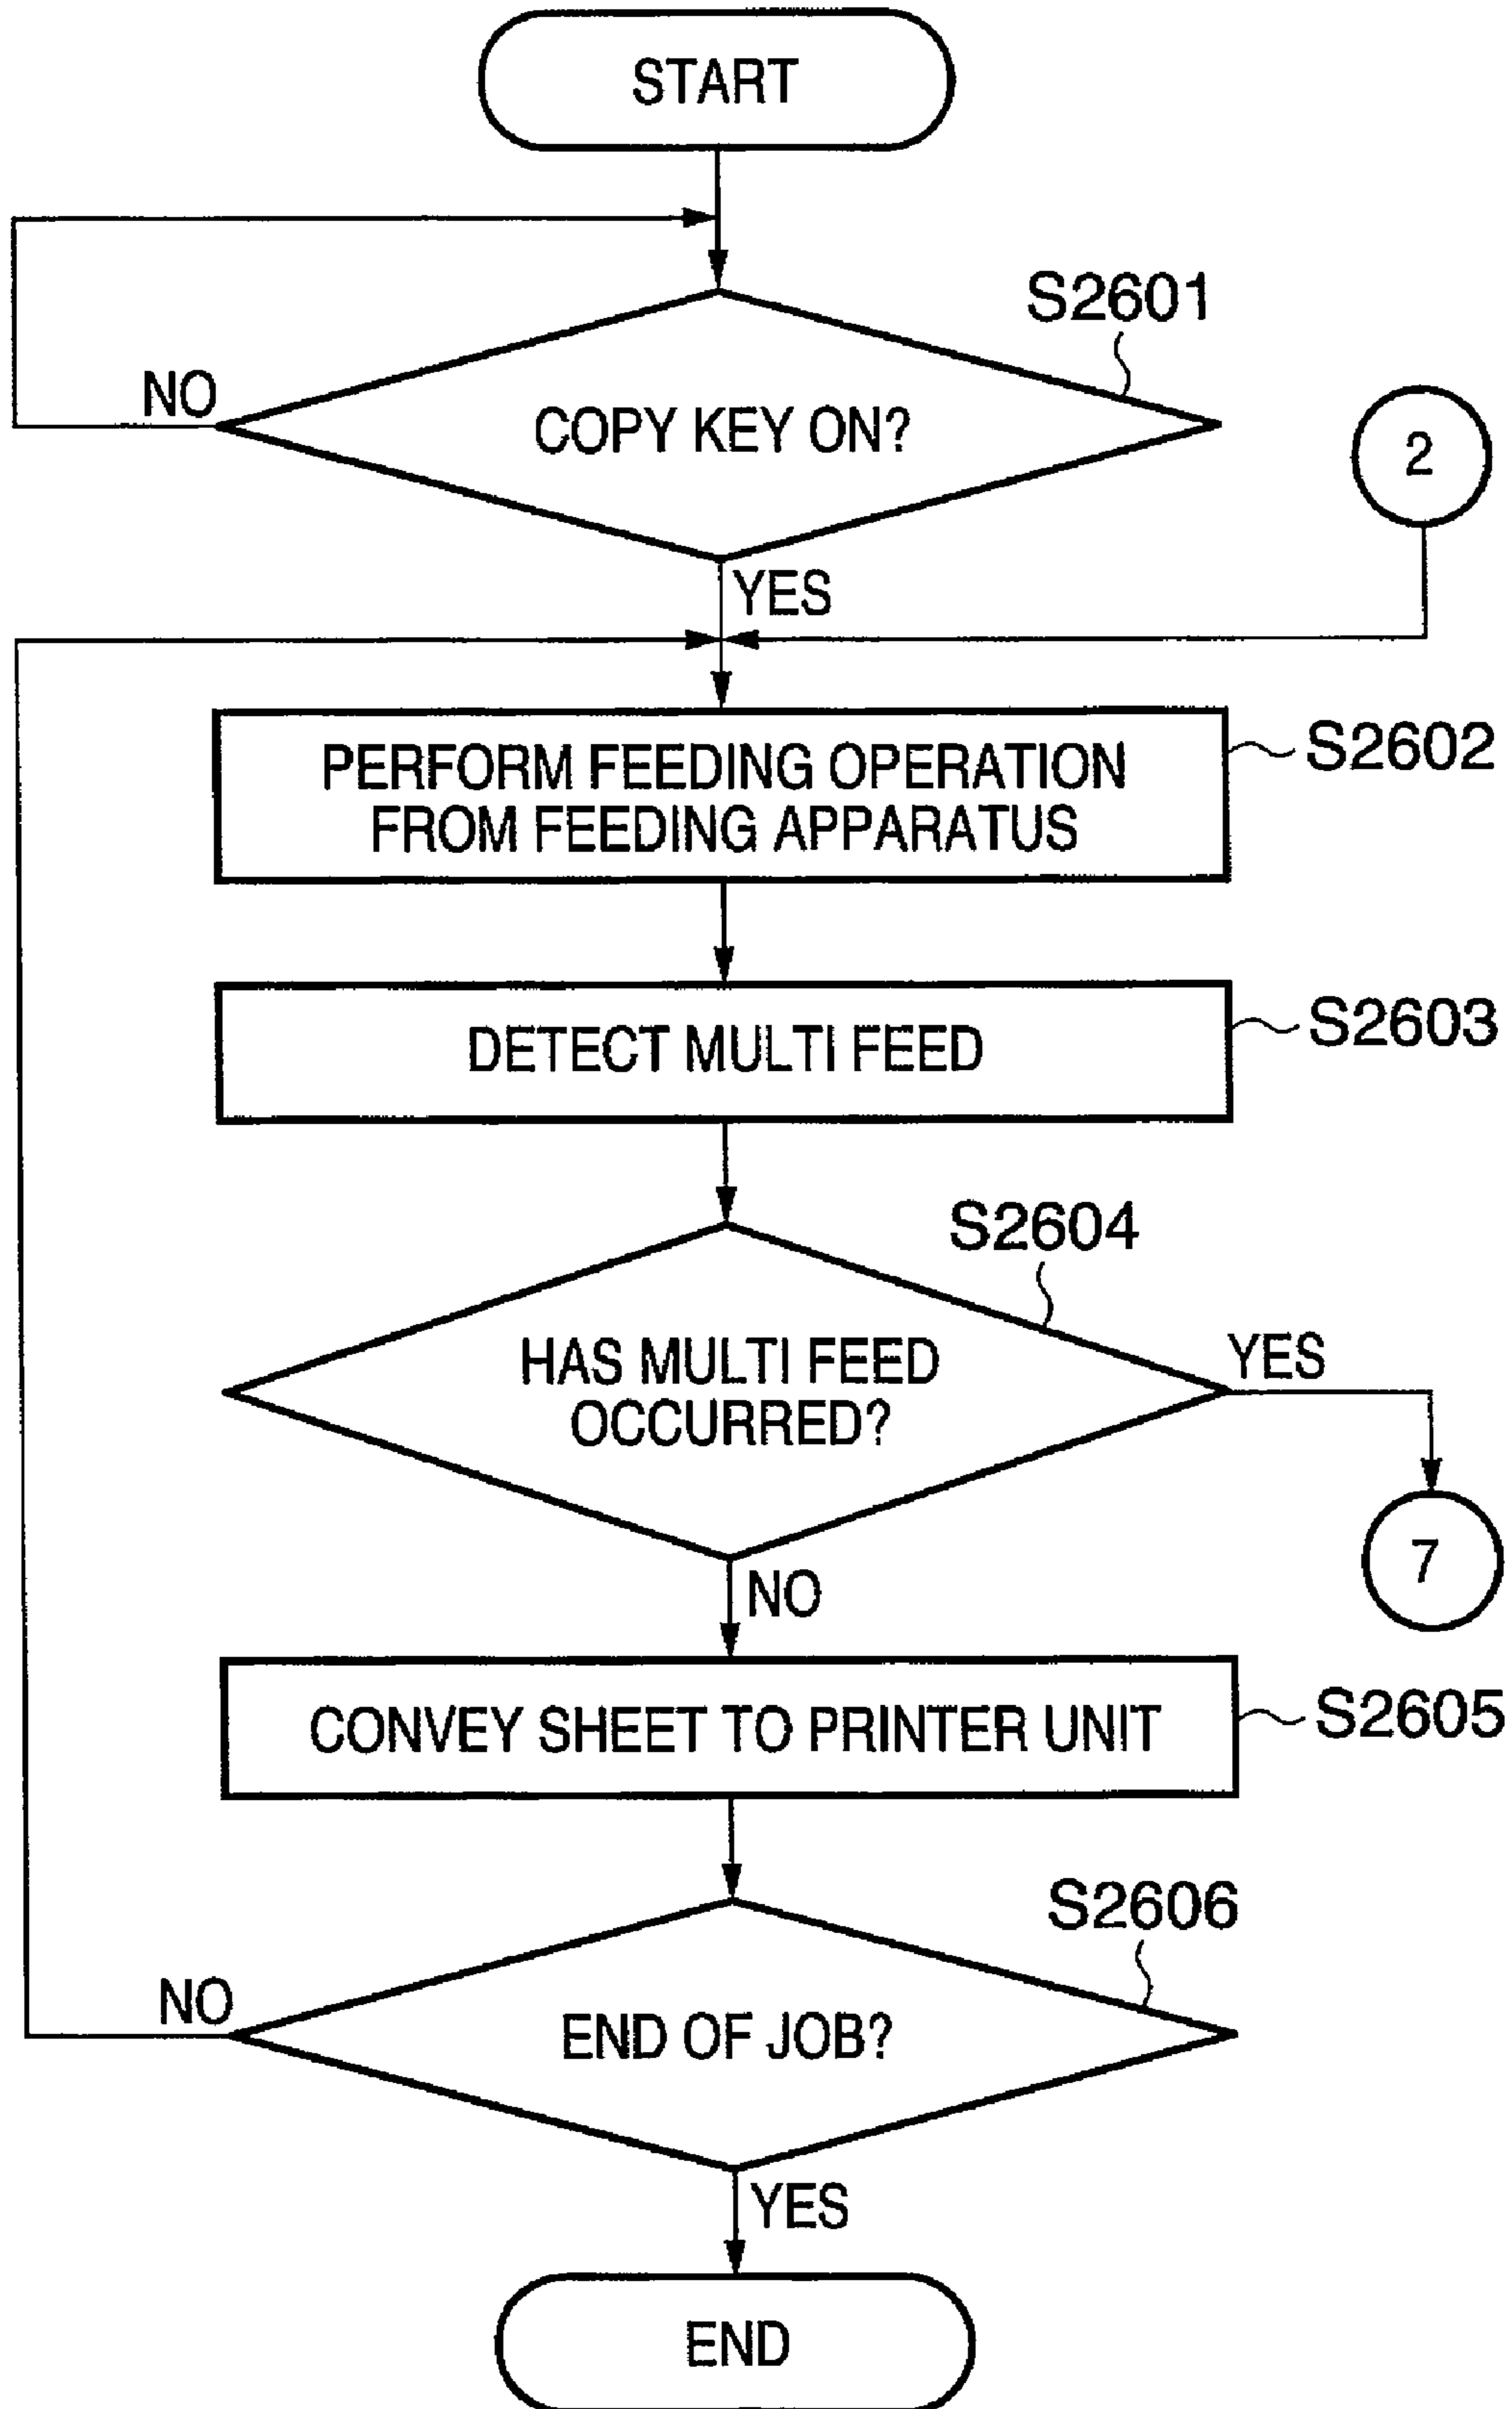 START
S2601
NO
COPY KEY ON?
2
YES
PERFORM FEEDING OPERATION
FROM FEEDING APPARATUS
S2602
DETECT MULTI FEED
S2603
S2604
HAS MULTI FEED
OCCURRED?
YES
7
NO
CONVEY SHEET TO PRINTER UNIT
S2605
S2606
NO
END OF JOB?
YES
END